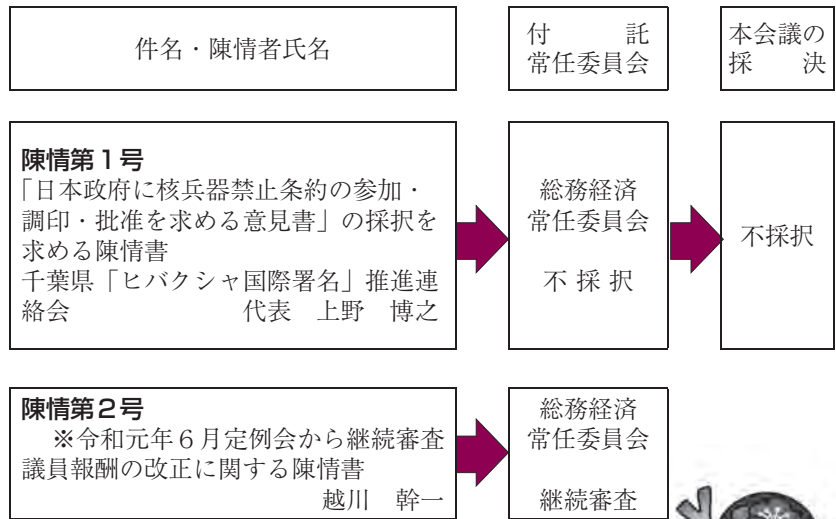 件名・陳情者氏名
付　　託
常任委員会
本会議の
採　　決
陳情第1号
「日本政府に核兵器禁止条約の参加・
調印・批准を求める意見書」の採択を
求める陳情書
千葉県「ヒバクシャ国際署名」推進連
絡会　　　　　代表　上野　博之
総務経済
常任委員会
不 採 択
不採択
陳情第2号
※令和元年6月定例会から継続審査
議員報酬の改正に関する陳情書
越川　幹一
総務経済
常任委員会
継続審査